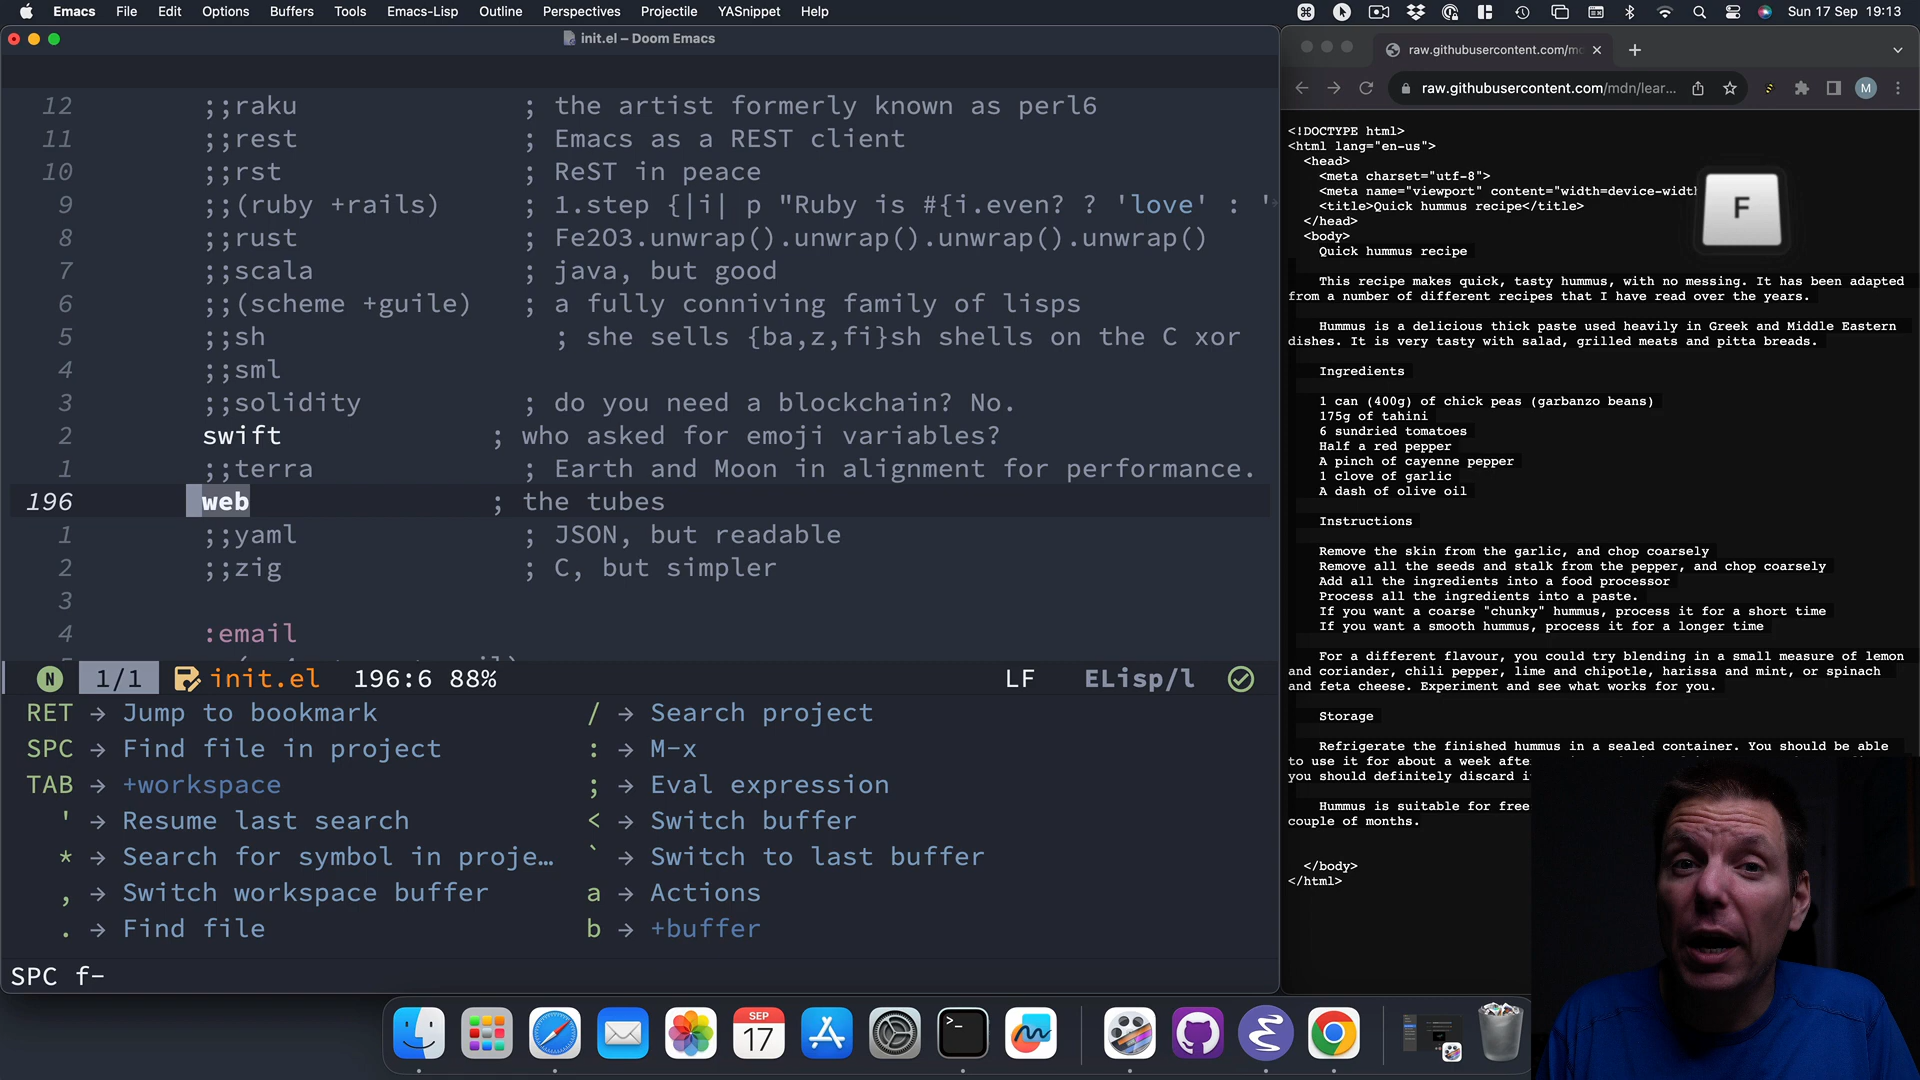 Emacs File Edit Options Buffers Tools Emacs-Lisp Outline Perspectives Projectile YASnippet Help
Sun 17 Sep 19:13
init.el – Doom Emacs
12 ;;raku ; the artist formerly known as perl6
11 ;;rest ; Emacs as a REST client
10 ;;rst ; ReST in peace
9 ;;(ruby +rails) ; 1.step {|i| p "Ruby is #{i.even? ? 'love' : '
8 ;;rust ; Fe2O3.unwrap().unwrap().unwrap().unwrap()
7 ;;scala ; java, but good
6 ;;(scheme +guile) ; a fully conniving family of lisps
5 ;;sh ; she sells {ba,z,fi}sh shells on the C xor
4 ;;sml
3 ;;solidity ; do you need a blockchain? No.
2 swift ; who asked for emoji variables?
1 ;;terra ; Earth and Moon in alignment for performance.
196 web ; the tubes
1 ;;yaml ; JSON, but readable
2 ;;zig ; C, but simpler
3
4 :email
N 1/1 init.el 196:6 88% LF ELisp/l
RET → Jump to bookmark / → Search project
SPC → Find file in project : → M-x
TAB → +workspace ; → Eval expression
' → Resume last search < → Switch buffer
* → Search for symbol in proje… ` → Switch to last buffer
, → Switch workspace buffer a → Actions
. → Find file b → +buffer
SPC f-
raw.githubusercontent.com/m
raw.githubusercontent.com/mdn/lear...
M
<!DOCTYPE html>
<html lang="en-us">
<head>
<meta charset="utf-8">
<meta name="viewport" content="width=device-width
<title>Quick hummus recipe</title>
</head>
<body>
F
Quick hummus recipe
This recipe makes quick, tasty hummus, with no messing. It has been adapted
from a number of different recipes that I have read over the years.
Hummus is a delicious thick paste used heavily in Greek and Middle Eastern
dishes. It is very tasty with salad, grilled meats and pitta breads.
Ingredients
1 can (400g) of chick peas (garbanzo beans)
175g of tahini
6 sundried tomatoes
Half a red pepper
A pinch of cayenne pepper
1 clove of garlic
A dash of olive oil
Instructions
Remove the skin from the garlic, and chop coarsely
Remove all the seeds and stalk from the pepper, and chop coarsely
Add all the ingredients into a food processor
Process all the ingredients into a paste.
If you want a coarse "chunky" hummus, process it for a short time
If you want a smooth hummus, process it for a longer time
For a different flavour, you could try blending in a small measure of lemon
and coriander, chili pepper, lime and chipotle, harissa and mint, or spinach
and feta cheese. Experiment and see what works for you.
Storage
Refrigerate the finished hummus in a sealed container. You should be able
to use it for about a week afte
you should definitely discard i
Hummus is suitable for free
couple of months.
</body>
</html>
SEP
17